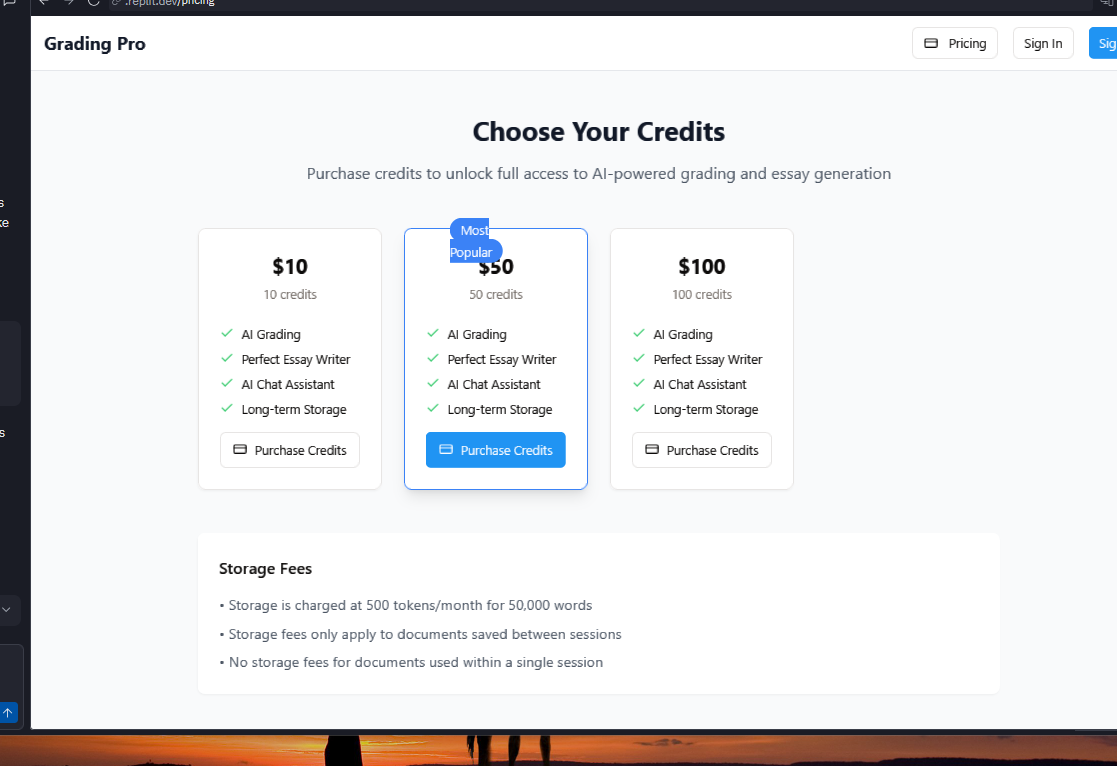 .replit.dev/pricing
Grading Pro
Pricing
Sign In
Sig
Choose Your Credits
Purchase credits to unlock full access to AI-powered grading and essay generation
$10
10 credits
✓ AI Grading
✓ Perfect Essay Writer
✓ AI Chat Assistant
✓ Long-term Storage
Purchase Credits
Most
Popular
$50
50 credits
✓ AI Grading
✓ Perfect Essay Writer
✓ AI Chat Assistant
✓ Long-term Storage
Purchase Credits
$100
100 credits
✓ AI Grading
✓ Perfect Essay Writer
✓ AI Chat Assistant
✓ Long-term Storage
Purchase Credits
Storage Fees
• Storage is charged at 500 tokens/month for 50,000 words
• Storage fees only apply to documents saved between sessions
• No storage fees for documents used within a single session